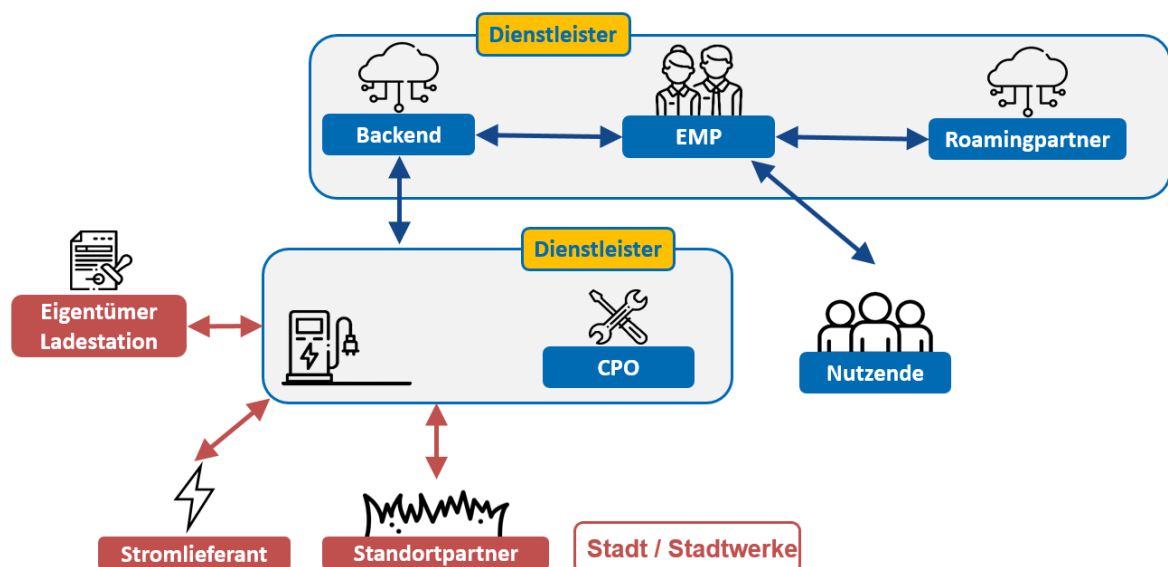 Dienstleister
Backend
EMP
Roamingpartner
Dienstleister
Eigentümer
Ladestation
CPO
Nutzende
Stromlieferant
Standortpartner
Stadt / Stadtwerke